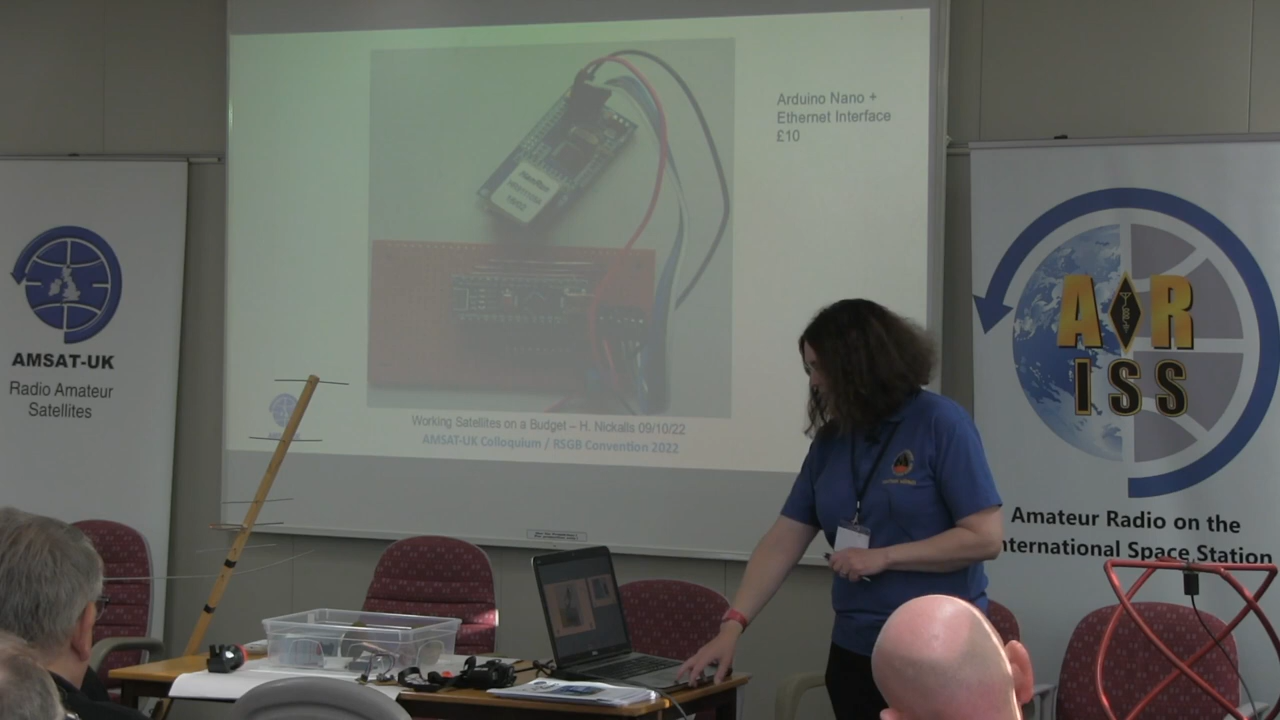 Arduino Nano +
Ethernet Interface
£10
Working Satellites on a Budget – H. Nickalls 09/10/22
AMSAT-UK Colloquium / RSGB Convention 2022
AMSAT-UK
Radio Amateur
Satellites
A R
ISS
Amateur Radio on the
International Space Station